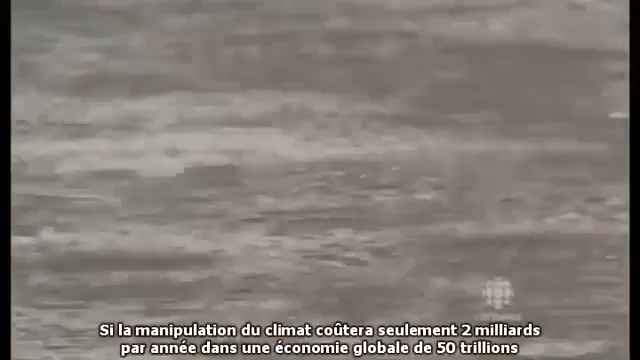 Si la manipulation du climat coûtera seulement 2 milliards
par année dans une économie globale de 50 trillions